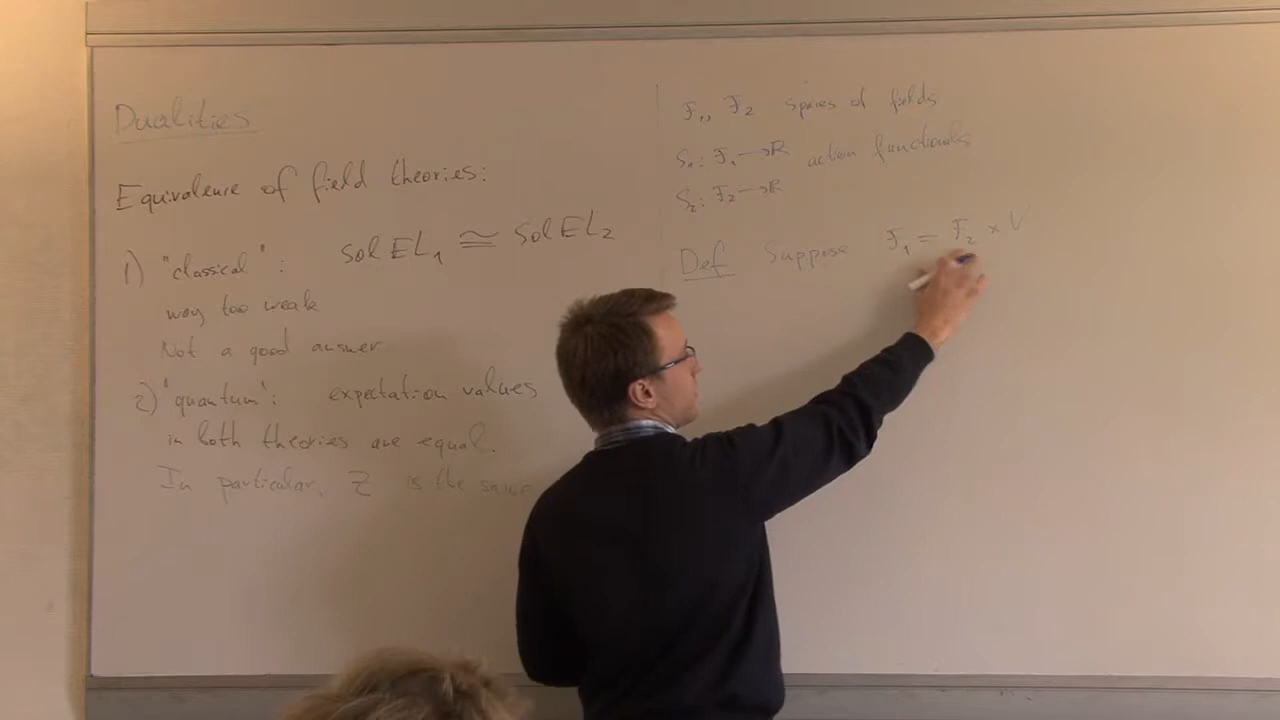 Dualities
Equivalence of field theories:
1) "classical": Sol EL₁ ≅ Sol EL₂
way too weak
Not a good answer
2) "quantum": expectation values
in both theories are equal.
In particular, Z is the same
F₁, F₂ spaces of fields
S₁: F₁ → R action functionals
S₂: F₂ → R
Def Suppose F₁ = F₂ × V